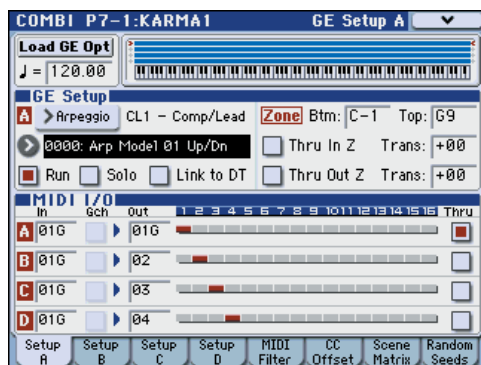 COMBI P7-1:KARMA1 GE Setup A
Load GE Opt
♩= 120.00
GE Setup
A >Arpeggio CL1 - Comp/Lead Zone Btm: C-1 Top: G9
0000: Arp Model 01 Up/Dn Thru In Z Trans: +00
Run Solo Link to DT Thru Out Z Trans: +00
MIDI I/O
In Gch Out 1 2 3 4 5 6 7 8 9 10 11 12 13 14 15 16 Thru
A 01G 01G
B 01G 02
C 01G 03
D 01G 04
Setup A Setup B Setup C Setup D MIDI Filter CC Offset Scene Matrix Random Seeds